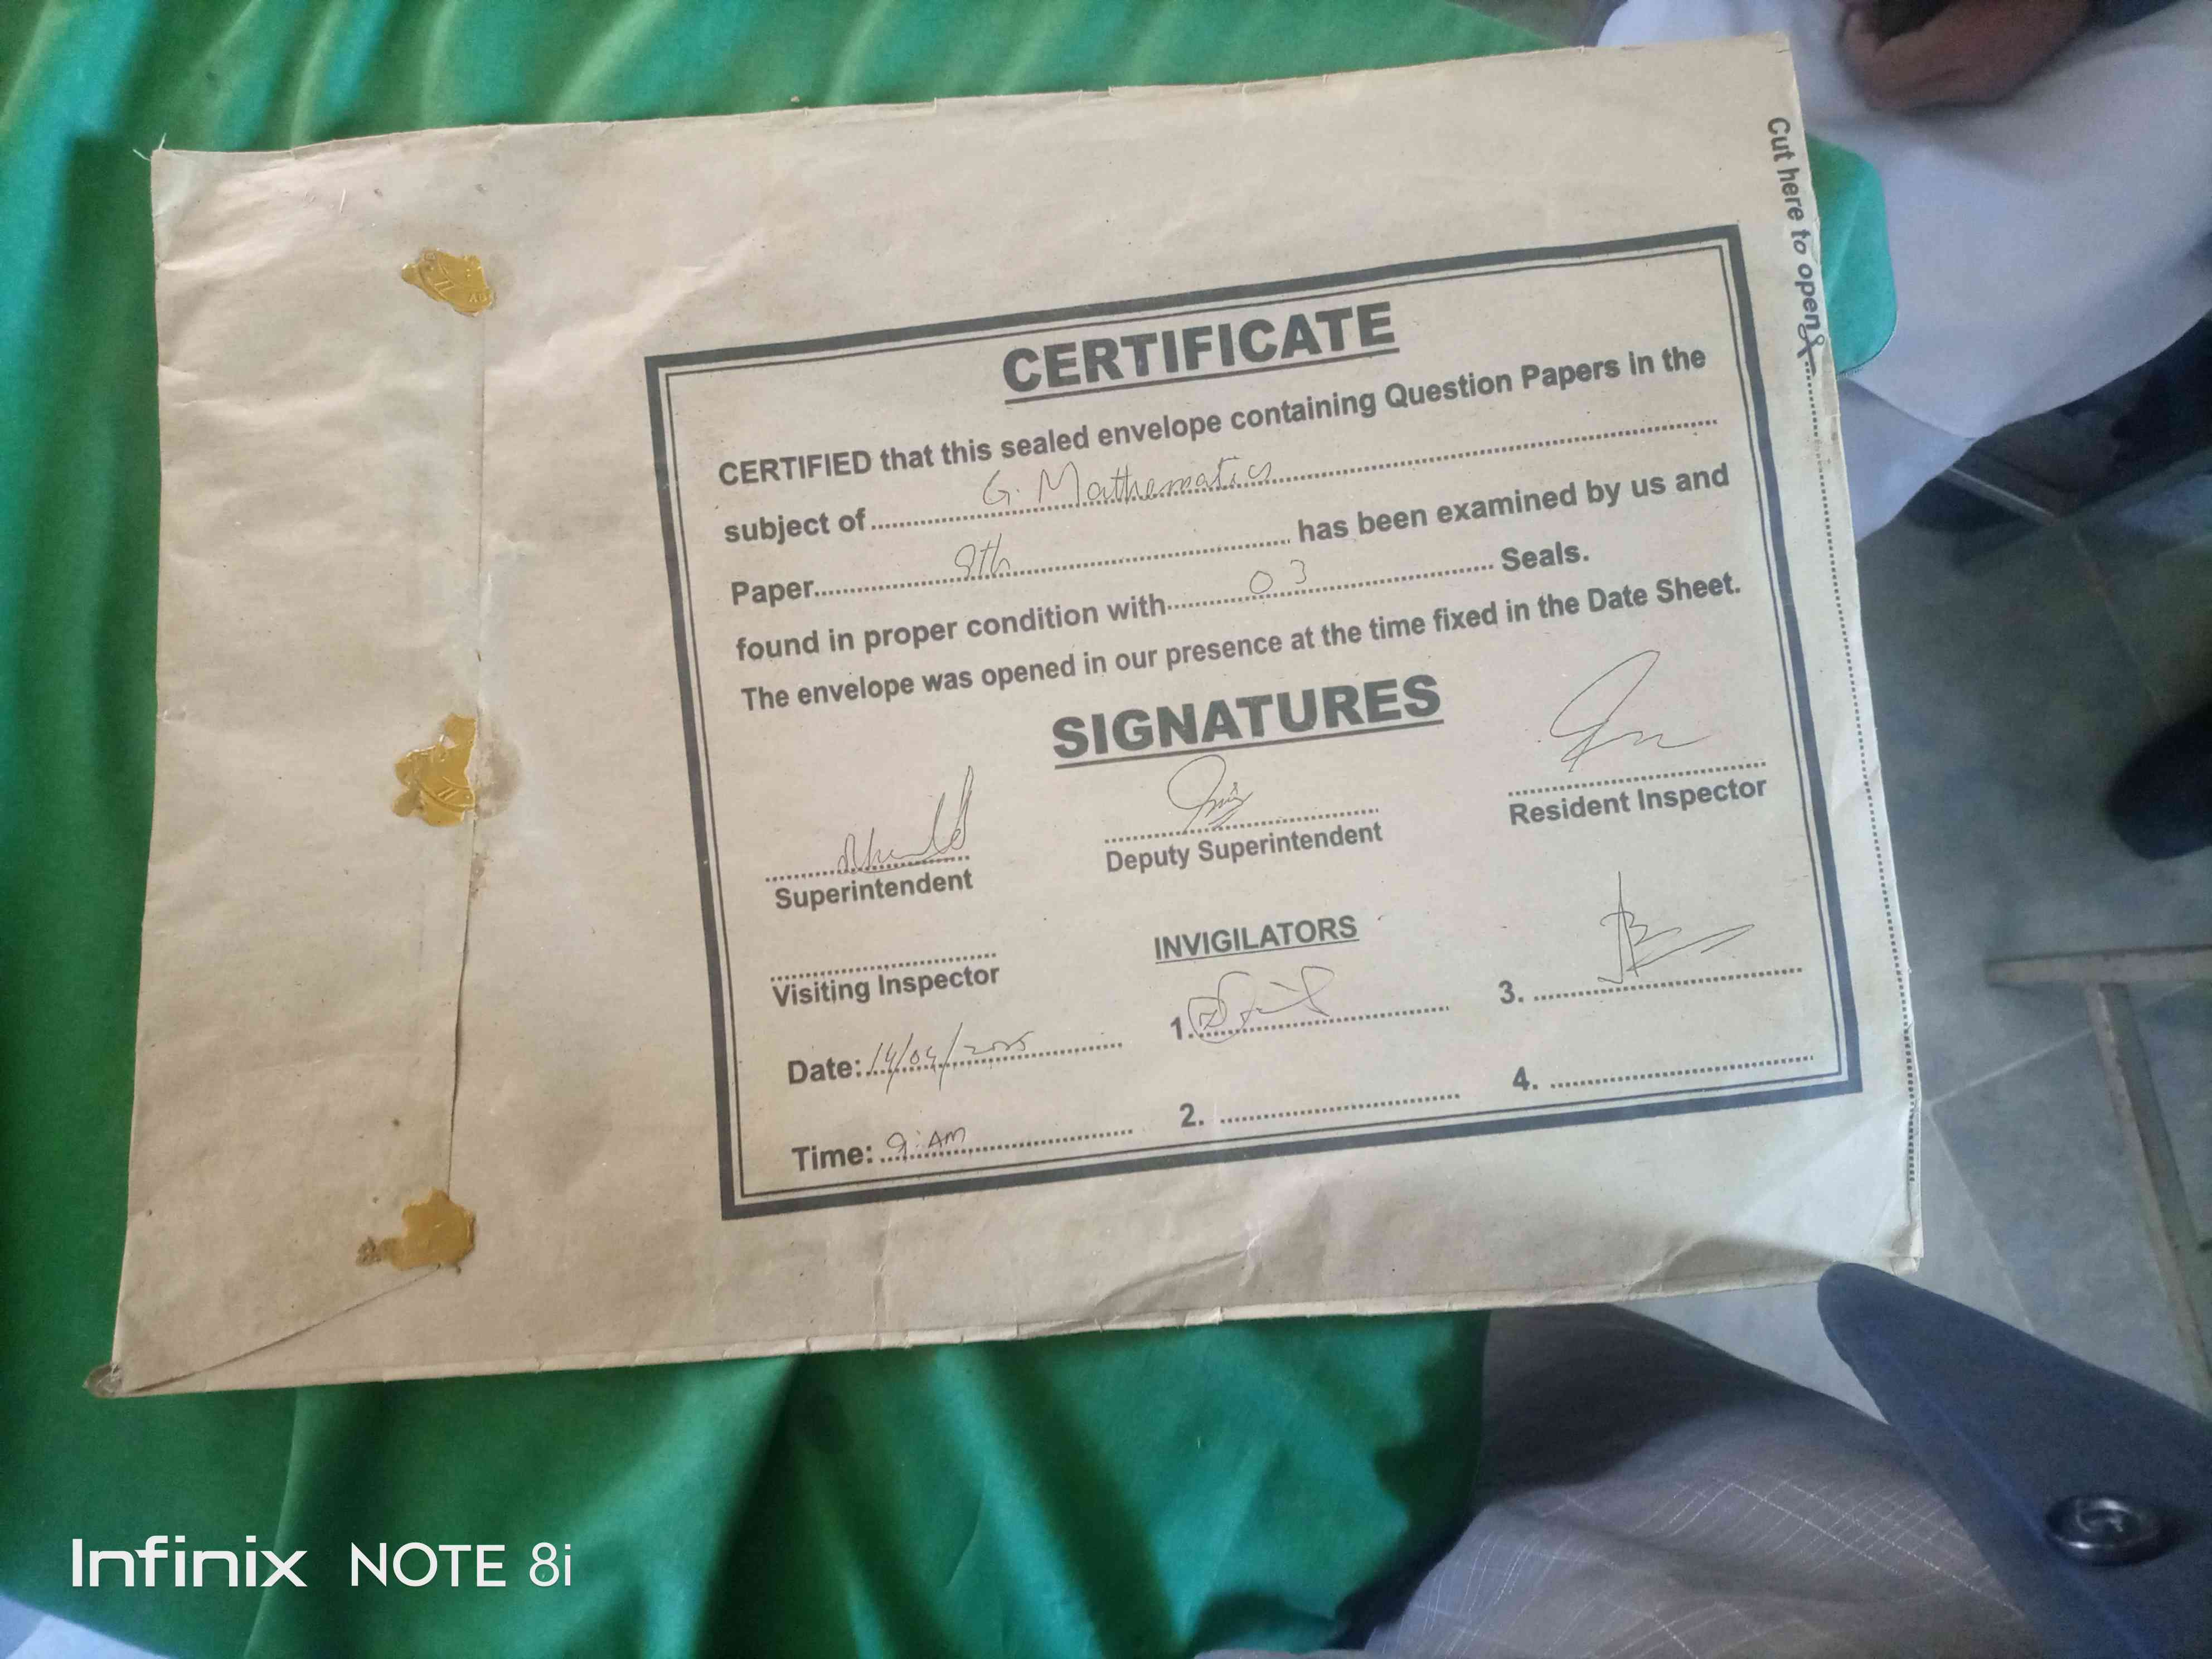 Cut here to open
CERTIFICATE
CERTIFIED that this sealed envelope containing Question Papers in the
subject of G. Mathematics
Paper 9th has been examined by us and
found in proper condition with 03 Seals.
The envelope was opened in our presence at the time fixed in the Date Sheet.
SIGNATURES
Superintendent
Deputy Superintendent
Resident Inspector
Visiting Inspector
INVIGILATORS
Date: 14/04/2025
1.
3.
Time: 9:AM
2.
4.
Infinix NOTE 8i